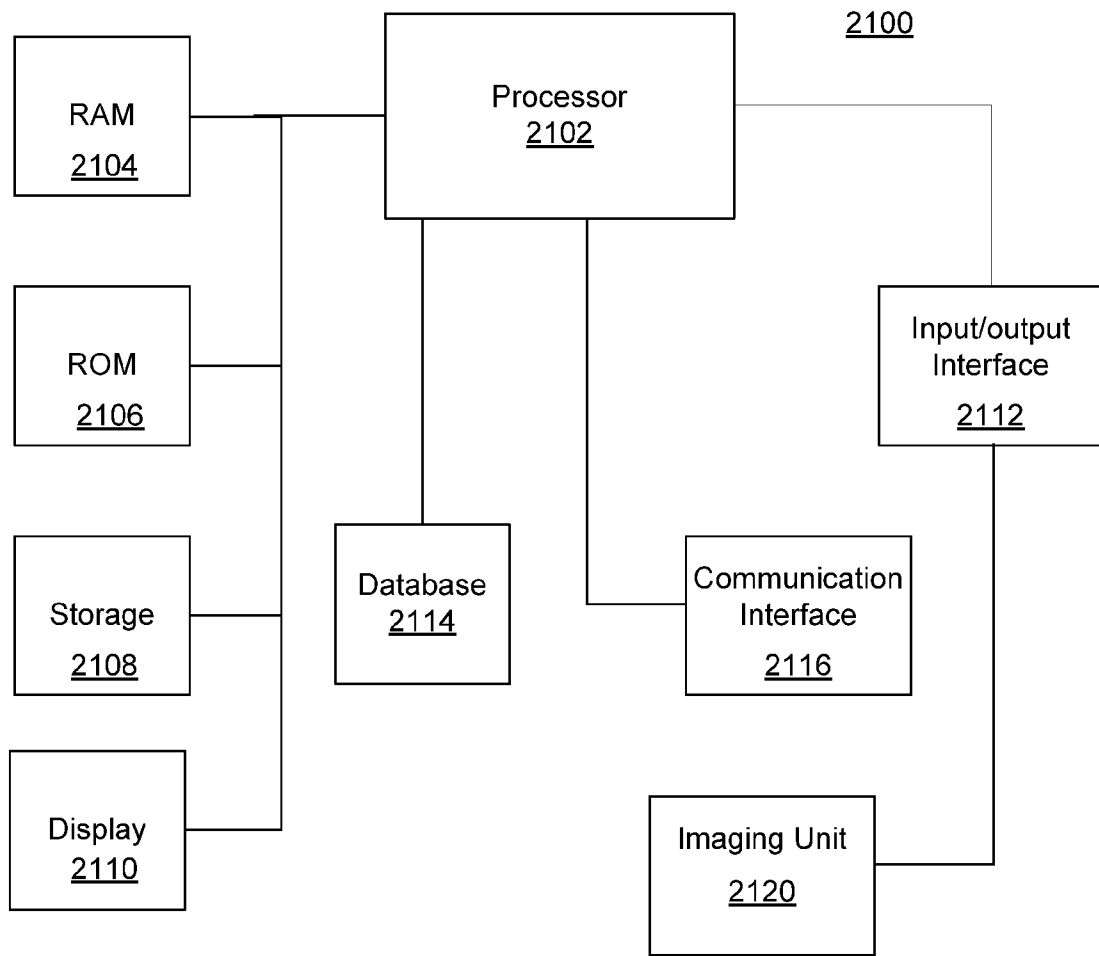 2100
Processor
2102
RAM
2104
ROM
2106
Input/output
Interface
2112
Storage
2108
Database
2114
Communication
Interface
2116
Display
2110
Imaging Unit
2120